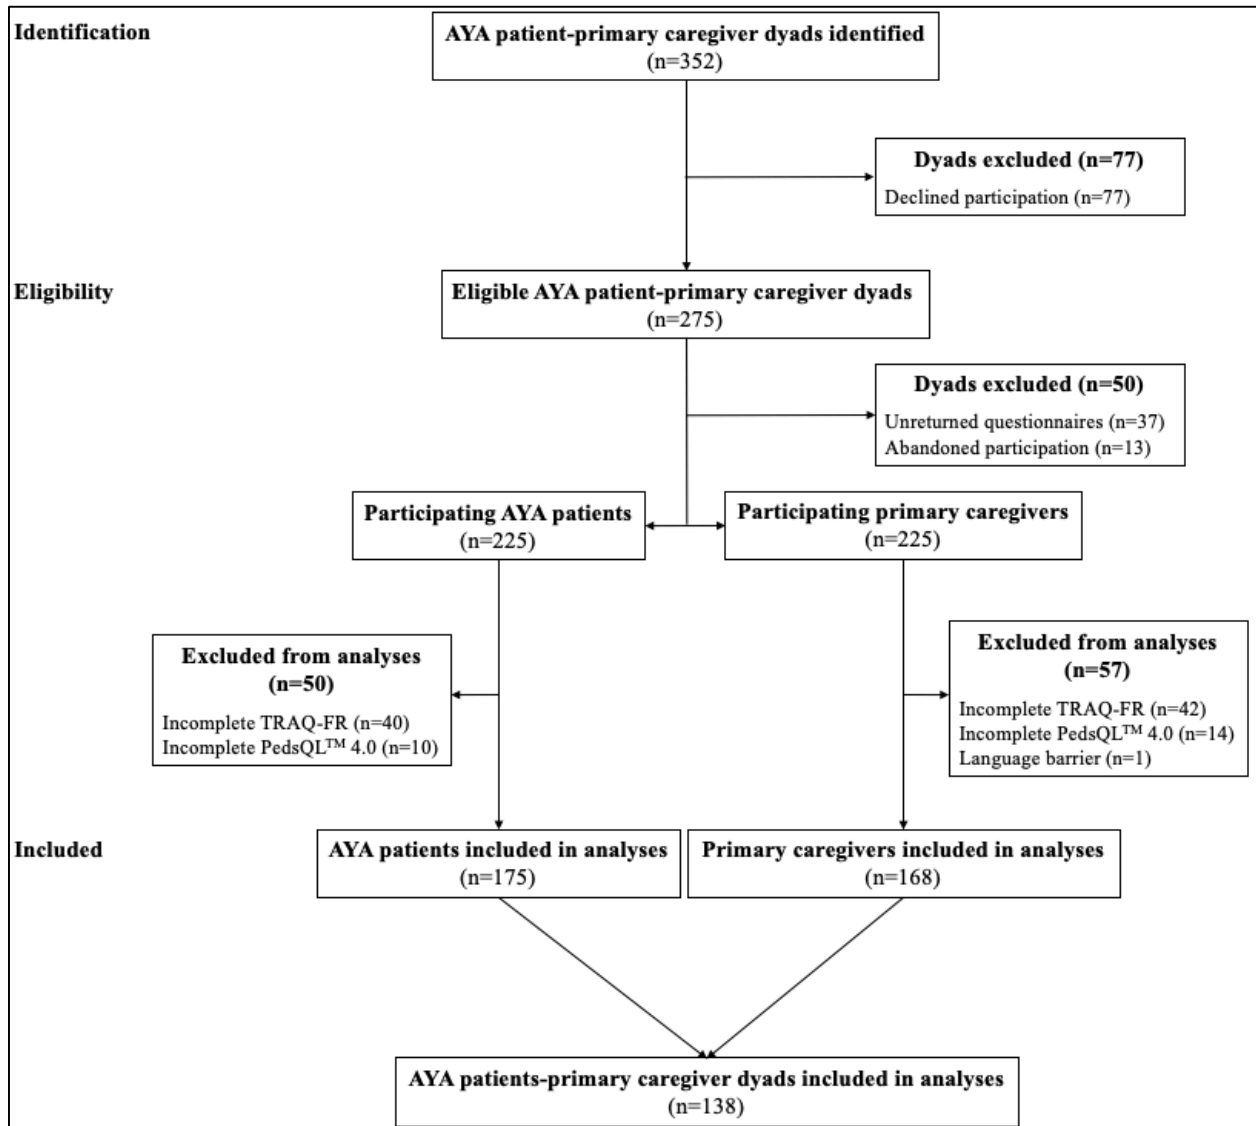 Identification
AYA patient-primary caregiver dyads identified
(n=352)
Dyads excluded (n=77)
Declined participation (n=77)
Eligibility
Eligible AYA patient-primary caregiver dyads
(n=275)
Dyads excluded (n=50)
Unreturned questionnaires (n=37)
Abandoned participation (n=13)
Participating AYA patients
(n=225)
Participating primary caregivers
(n=225)
Excluded from analyses
(n=50)
Incomplete TRAQ-FR (n=40)
Incomplete PedsQL™ 4.0 (n=10)
Excluded from analyses
(n=57)
Incomplete TRAQ-FR (n=42)
Incomplete PedsQL™ 4.0 (n=14)
Language barrier (n=1)
Included
AYA patients included in analyses
(n=175)
Primary caregivers included in analyses
(n=168)
AYA patients-primary caregiver dyads included in analyses
(n=138)